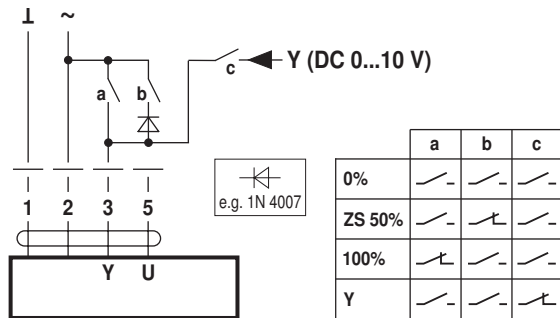 ⊥ ~
a b c Y (DC 0...10 V)
1 2 3 5
Y U
e.g. 1N 4007
a b c
0%
ZS 50%
100%
Y